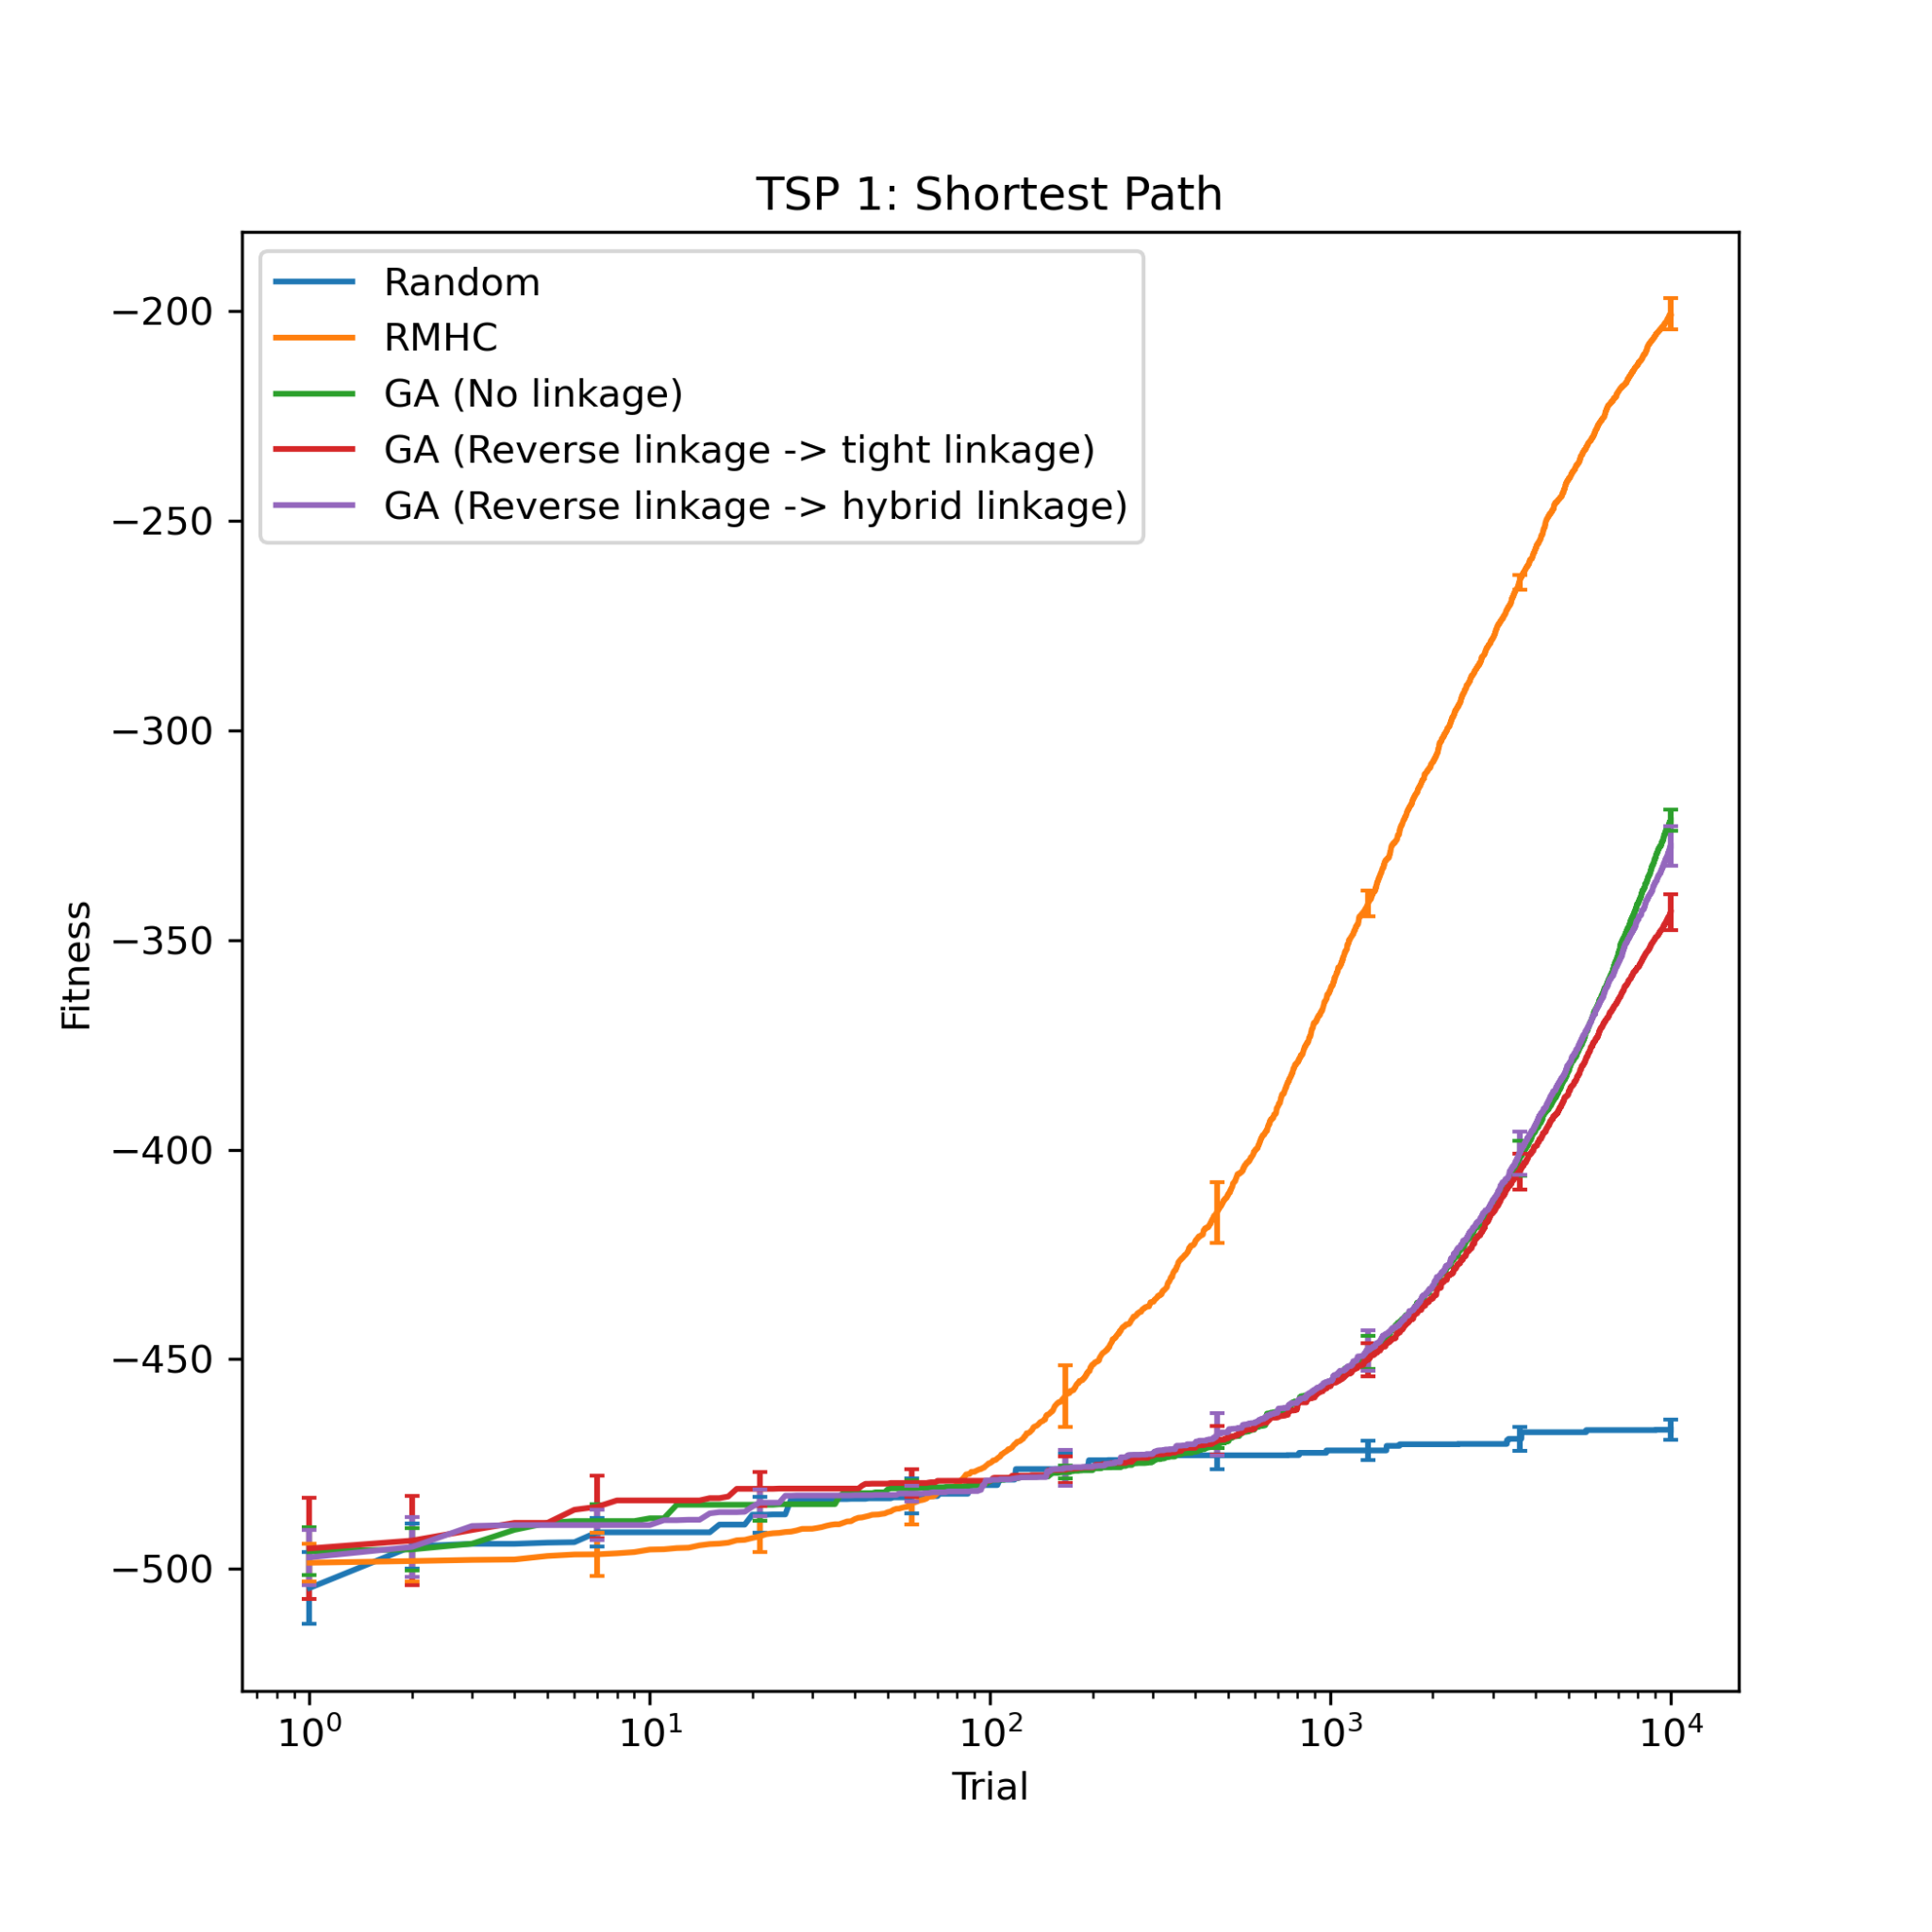 TSP 1: Shortest Path
Random
RMHC
GA (No linkage)
GA (Reverse linkage -> tight linkage)
GA (Reverse linkage -> hybrid linkage)
−200
−250
−300
−350
−400
−450
−500
Fitness
10⁰ 10¹ 10² 10³ 10⁴
Trial